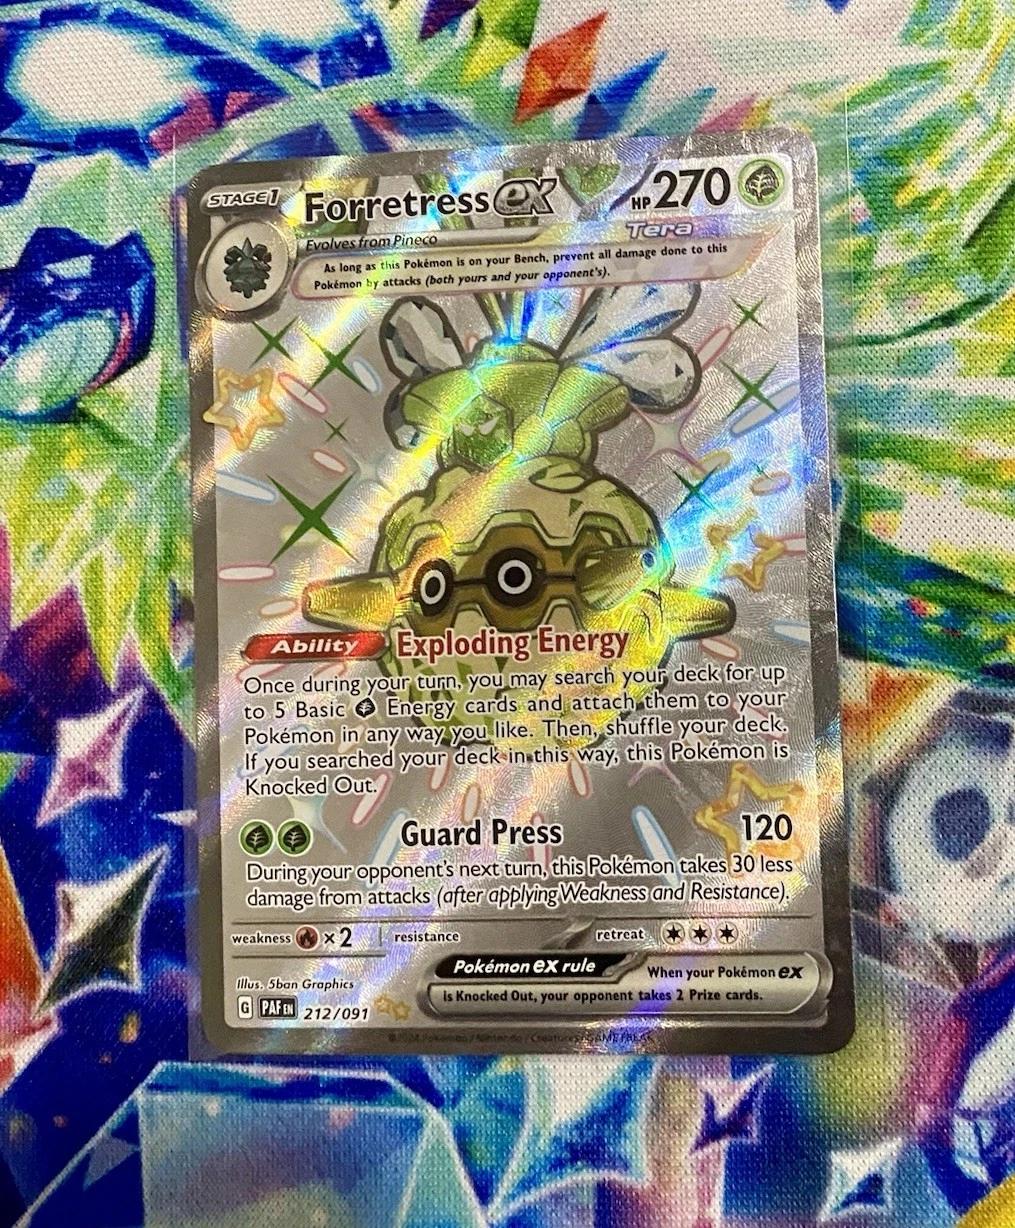 STAGE1 Forretress ex HP 270
Tera
Evolves from Pineco
As long as this Pokémon is on your Bench, prevent all damage done to this
Pokémon by attacks (both yours and your opponent's).
Ability Exploding Energy
Once during your turn, you may search your deck for up
to 5 Basic Energy cards and attach them to your
Pokémon in any way you like. Then, shuffle your deck.
If you searched your deck in this way, this Pokémon is
Knocked Out.
Guard Press 120
During your opponent's next turn, this Pokémon takes 30 less
damage from attacks (after applying Weakness and Resistance).
weakness ×2 resistance retreat
Pokémon ex rule When your Pokémon ex
is Knocked Out, your opponent takes 2 Prize cards.
Illus. 5ban Graphics
G PAF EN 212/091
©2024 Pokémon / Nintendo / Creatures / GAME FREAK